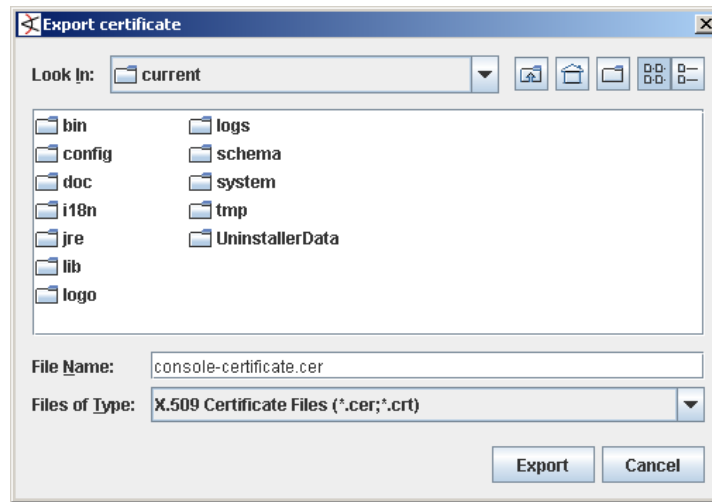 Export certificate
Look In: current
bin logs
config schema
doc system
i18n tmp
jre UninstallerData
lib
logo
File Name: console-certificate.cer
Files of Type: X.509 Certificate Files (*.cer;*.crt)
Export Cancel